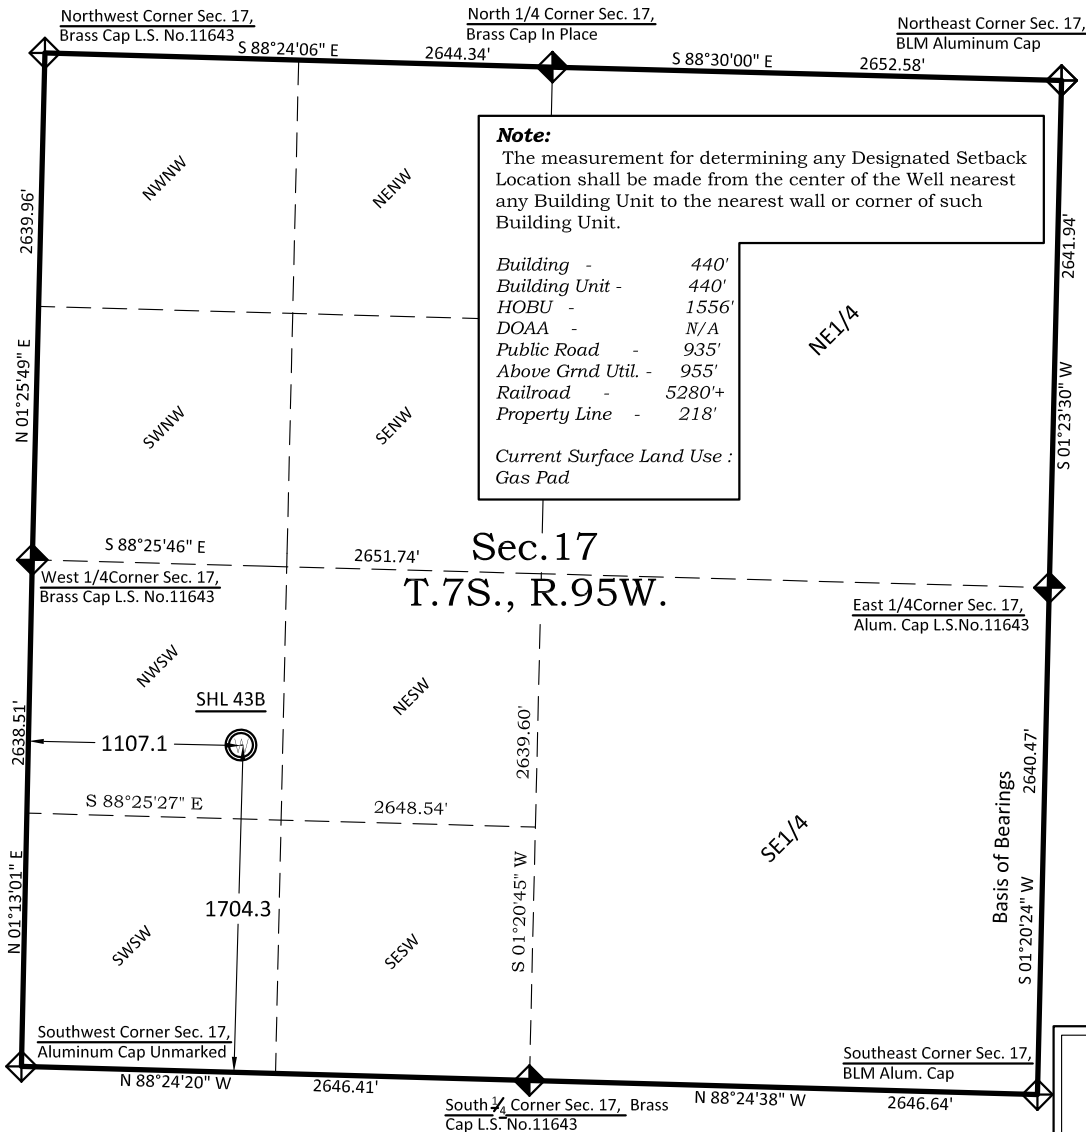 Northwest Corner Sec. 17,
Brass Cap L.S. No.11643
North 1/4 Corner Sec. 17,
Brass Cap In Place
Northeast Corner Sec. 17,
BLM Aluminum Cap
S 88°24'06" E
2644.34'
S 88°30'00" E
2652.58'
Note:
The measurement for determining any Designated Setback
Location shall be made from the center of the Well nearest
any Building Unit to the nearest wall or corner of such
Building Unit.
Building - 440'
Building Unit - 440'
HOBU - 1556'
DOAA - N/A
Public Road - 935'
Above Grnd Util. - 955'
Railroad - 5280'+
Property Line - 218'
Current Surface Land Use :
Gas Pad
NWNW
NENW
2639.96'
2641.94'
NE1/4
N 01°25'49" E
SWNW
SENW
S 01°23'30" W
S 88°25'46" E
2651.74'
Sec.17
T.7S., R.95W.
West 1/4Corner Sec. 17,
Brass Cap L.S. No.11643
East 1/4Corner Sec. 17,
Alum. Cap L.S.No.11643
NWSW
NESW
SHL 43B
2638.51'
1107.1
2639.60'
2640.47'
S 88°25'27" E
2648.54'
Basis of Bearings
SE1/4
N 01°13'01" E
1704.3
S 01°20'45" W
S 01°20'24" W
SWSW
SESW
Southwest Corner Sec. 17,
Aluminum Cap Unmarked
Southeast Corner Sec. 17,
BLM Alum. Cap
N 88°24'20" W
2646.41'
South 1/4 Corner Sec. 17, Brass
Cap L.S. No.11643
N 88°24'38" W
2646.64'